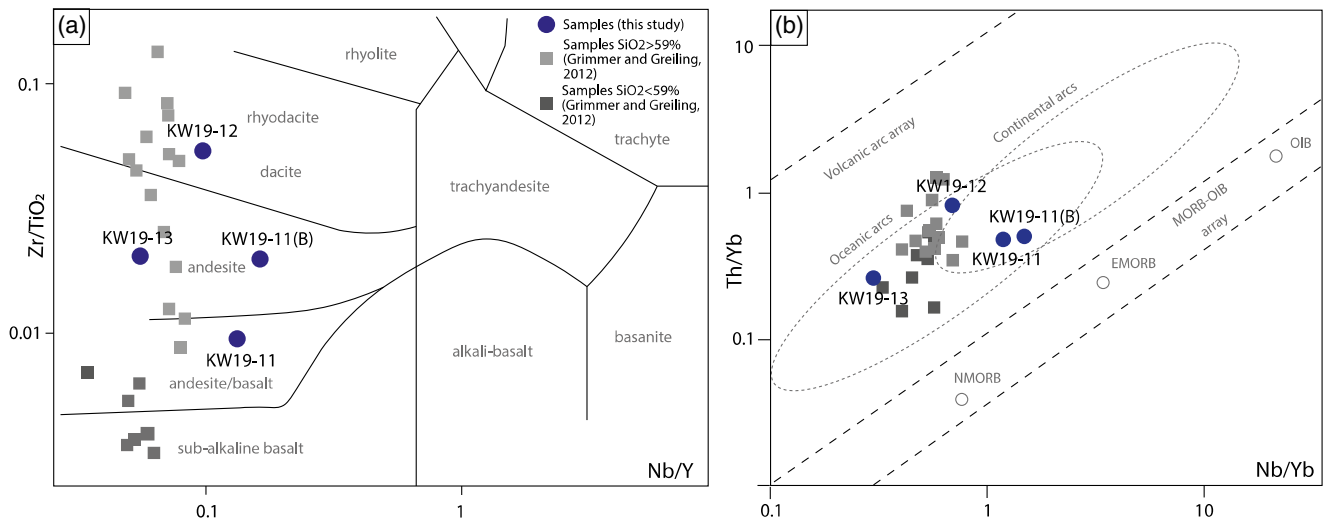 (a)
Samples (this study)
Samples SiO2>59%
(Grimmer and Greiling,
2012)
Samples SiO2<59%
(Grimmer and Greiling,
2012)
rhyolite
rhyodacite
dacite
trachyte
trachyandesite
andesite
andesite/basalt
alkali-basalt
basanite
sub-alkaline basalt
KW19-12
KW19-13
KW19-11(B)
KW19-11
Zr/TiO₂
0.1
0.01
0.1
1
Nb/Y
(b)
Volcanic arc array
Continental arcs
Oceanic arcs
MORB-OIB
array
OIB
EMORB
NMORB
KW19-12
KW19-11(B)
KW19-11
KW19-13
Th/Yb
10
1
0.1
0.1
1
10
Nb/Yb